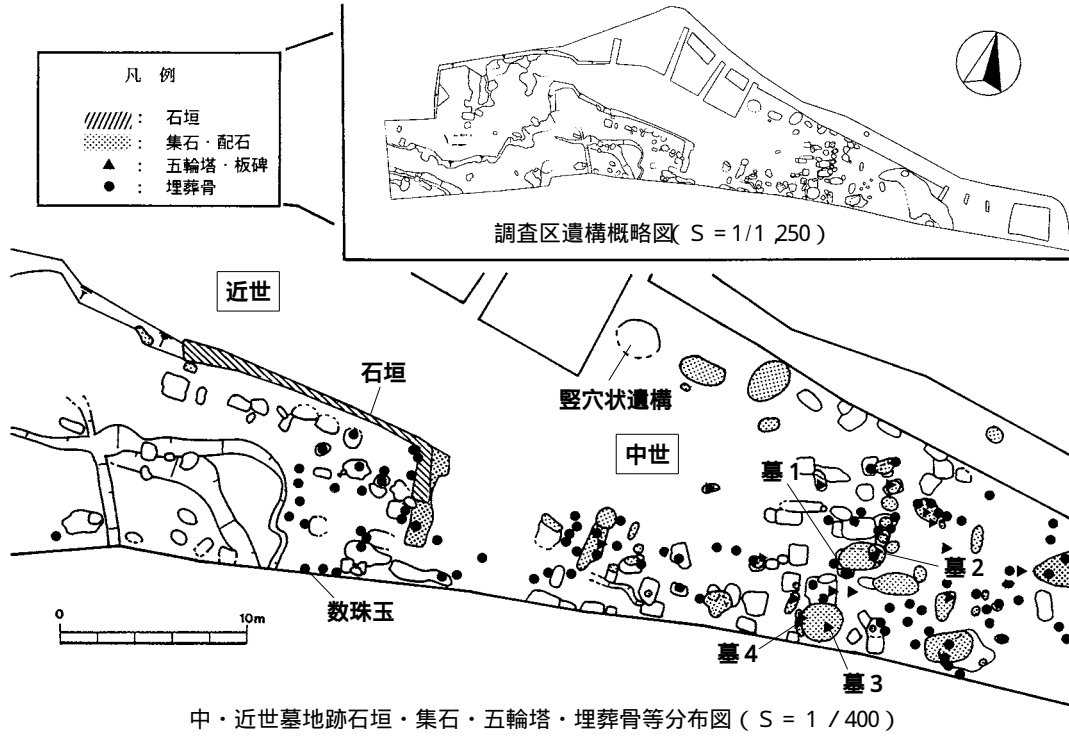 凡 例
: 石垣
: 集石・配石
▲ : 五輪塔・板碑
● : 埋葬骨
調査区遺構概略図( S = 1/1,250 )
近世
石垣
竪穴状遺構
中世
墓1
墓2
数珠玉
0 10m
墓4
墓3
中・近世墓地跡石垣・集石・五輪塔・埋葬骨等分布図 ( S = 1 / 400 )